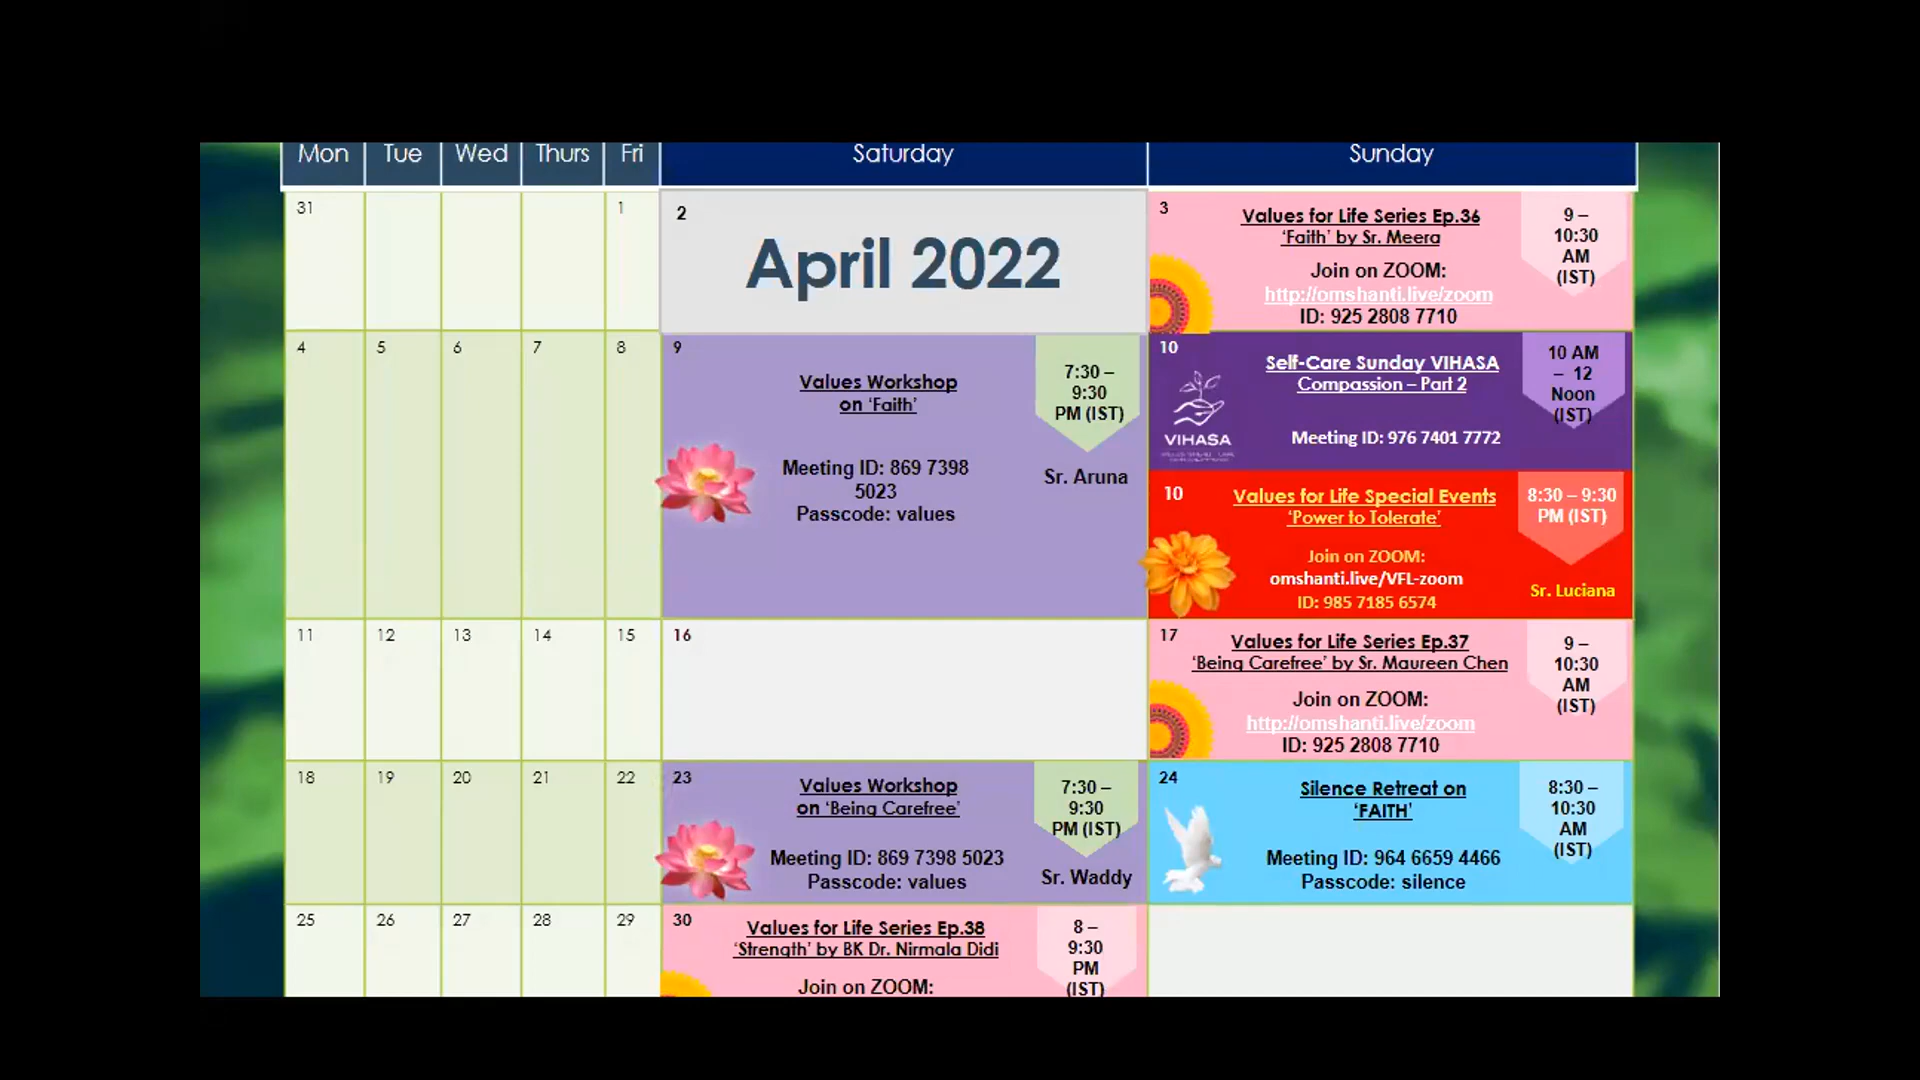 Mon Tue Wed Thurs Fri Saturday Sunday
31
1
2
April 2022
3
Values for Life Series Ep.36
'Faith' by Sr. Meera
Join on ZOOM:
http://omshanti.live/zoom
ID: 925 2808 7710
9 –
10:30
AM
(IST)
4
5
6
7
8
9
Values Workshop
on 'Faith'
Meeting ID: 869 7398
5023
Passcode: values
7:30 –
9:30
PM (IST)
Sr. Aruna
10
VIHASA
Self-Care Sunday VIHASA
Compassion – Part 2
Meeting ID: 976 7401 7772
10 AM
– 12
Noon
(IST)
10
Values for Life Special Events
'Power to Tolerate'
Join on ZOOM:
omshanti.live/VFL-zoom
ID: 985 7185 6574
8:30 – 9:30
PM (IST)
Sr. Luciana
11
12
13
14
15
16
17
Values for Life Series Ep.37
'Being Carefree' by Sr. Maureen Chen
Join on ZOOM:
http://omshanti.live/zoom
ID: 925 2808 7710
9 –
10:30
AM
(IST)
18
19
20
21
22
23
Values Workshop
on 'Being Carefree'
Meeting ID: 869 7398 5023
Passcode: values
7:30 –
9:30
PM (IST)
Sr. Waddy
24
Silence Retreat on
'FAITH'
Meeting ID: 964 6659 4466
Passcode: silence
8:30 –
10:30
AM
(IST)
25
26
27
28
29
30
Values for Life Series Ep.38
'Strength' by BK Dr. Nirmala Didi
Join on ZOOM:
8 –
9:30
PM
(IST)